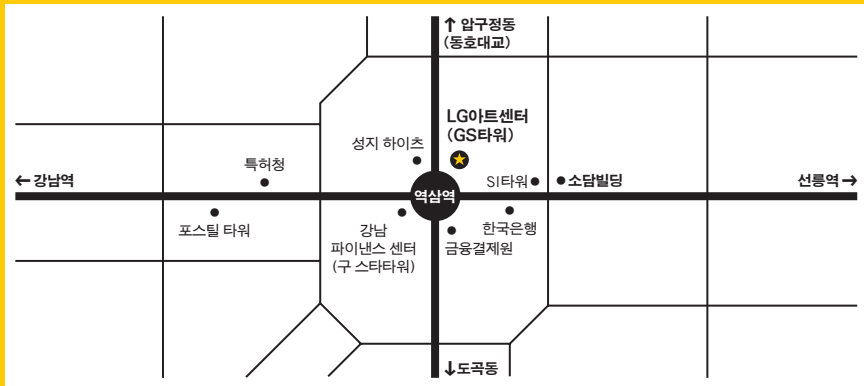 ↑ 압구정동
(동호대교)
LG아트센터
(GS타워)
성지 하이츠
특허청
← 강남역
SI타워
소담빌딩
선릉역 →
역삼역
포스틸 타워
강남
파이낸스 센터
(구 스타타워)
한국은행
금융결제원
↓도곡동